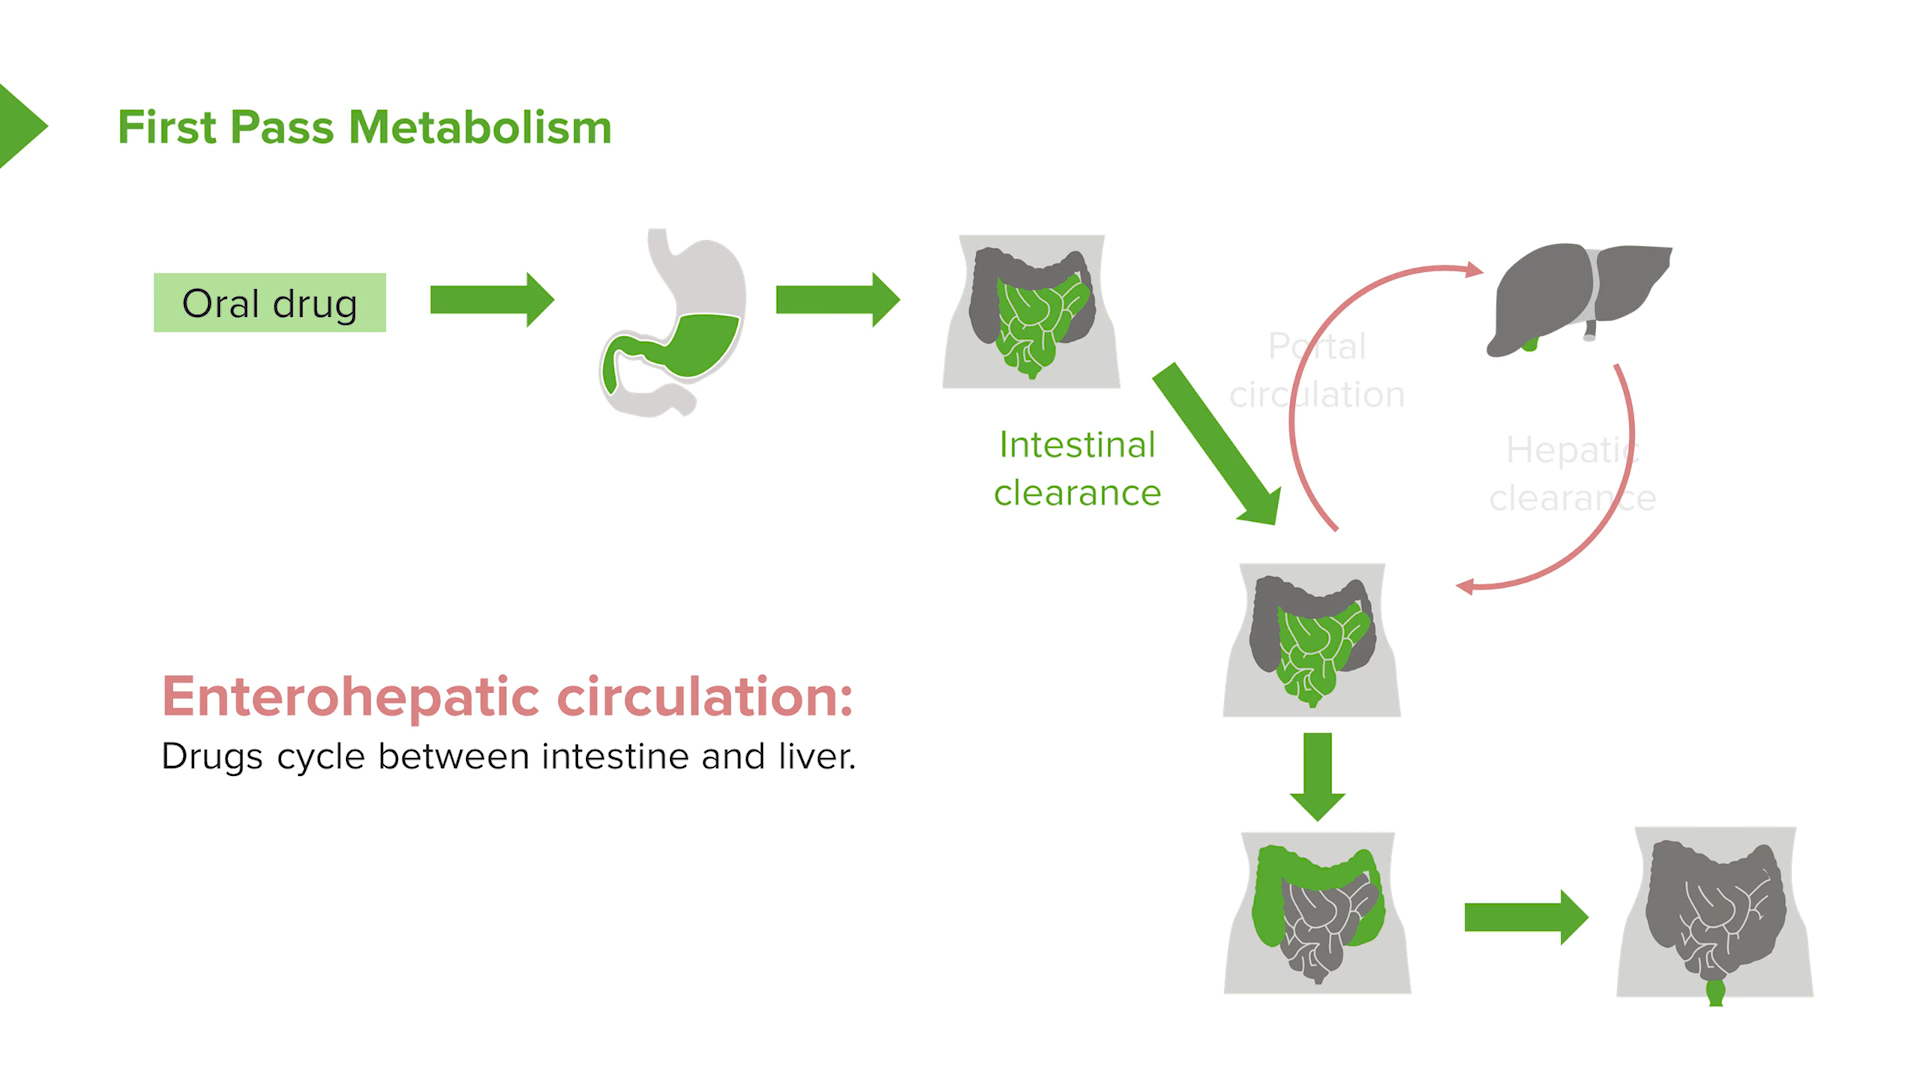 First Pass Metabolism
Oral drug
Portal
circulation
Intestinal
clearance
Hepatic
clearance
Enterohepatic circulation:
Drugs cycle between intestine and liver.